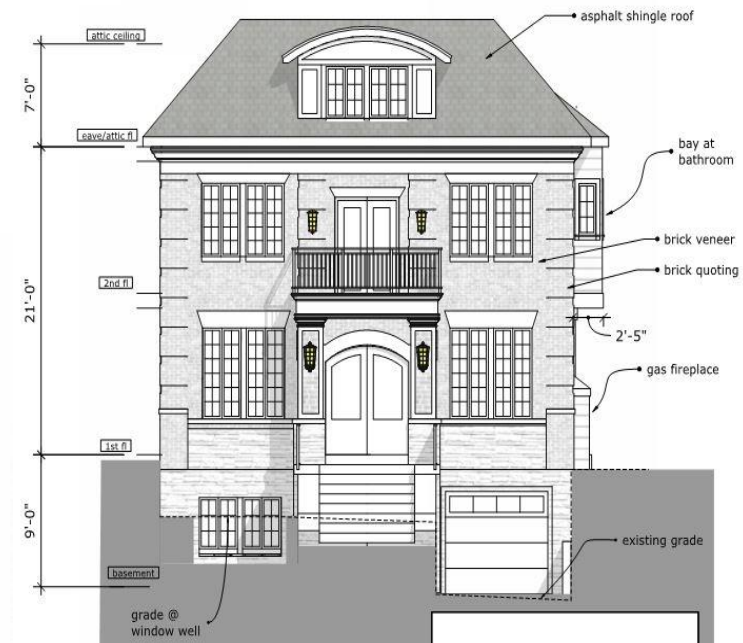 attic ceiling
asphalt shingle roof
7'-0"
eave/attic fl
bay at
bathroom
brick veneer
brick quoting
2nd fl
21'-0"
2'-5"
gas fireplace
1st fl
9'-0"
existing grade
basement
grade @
window well